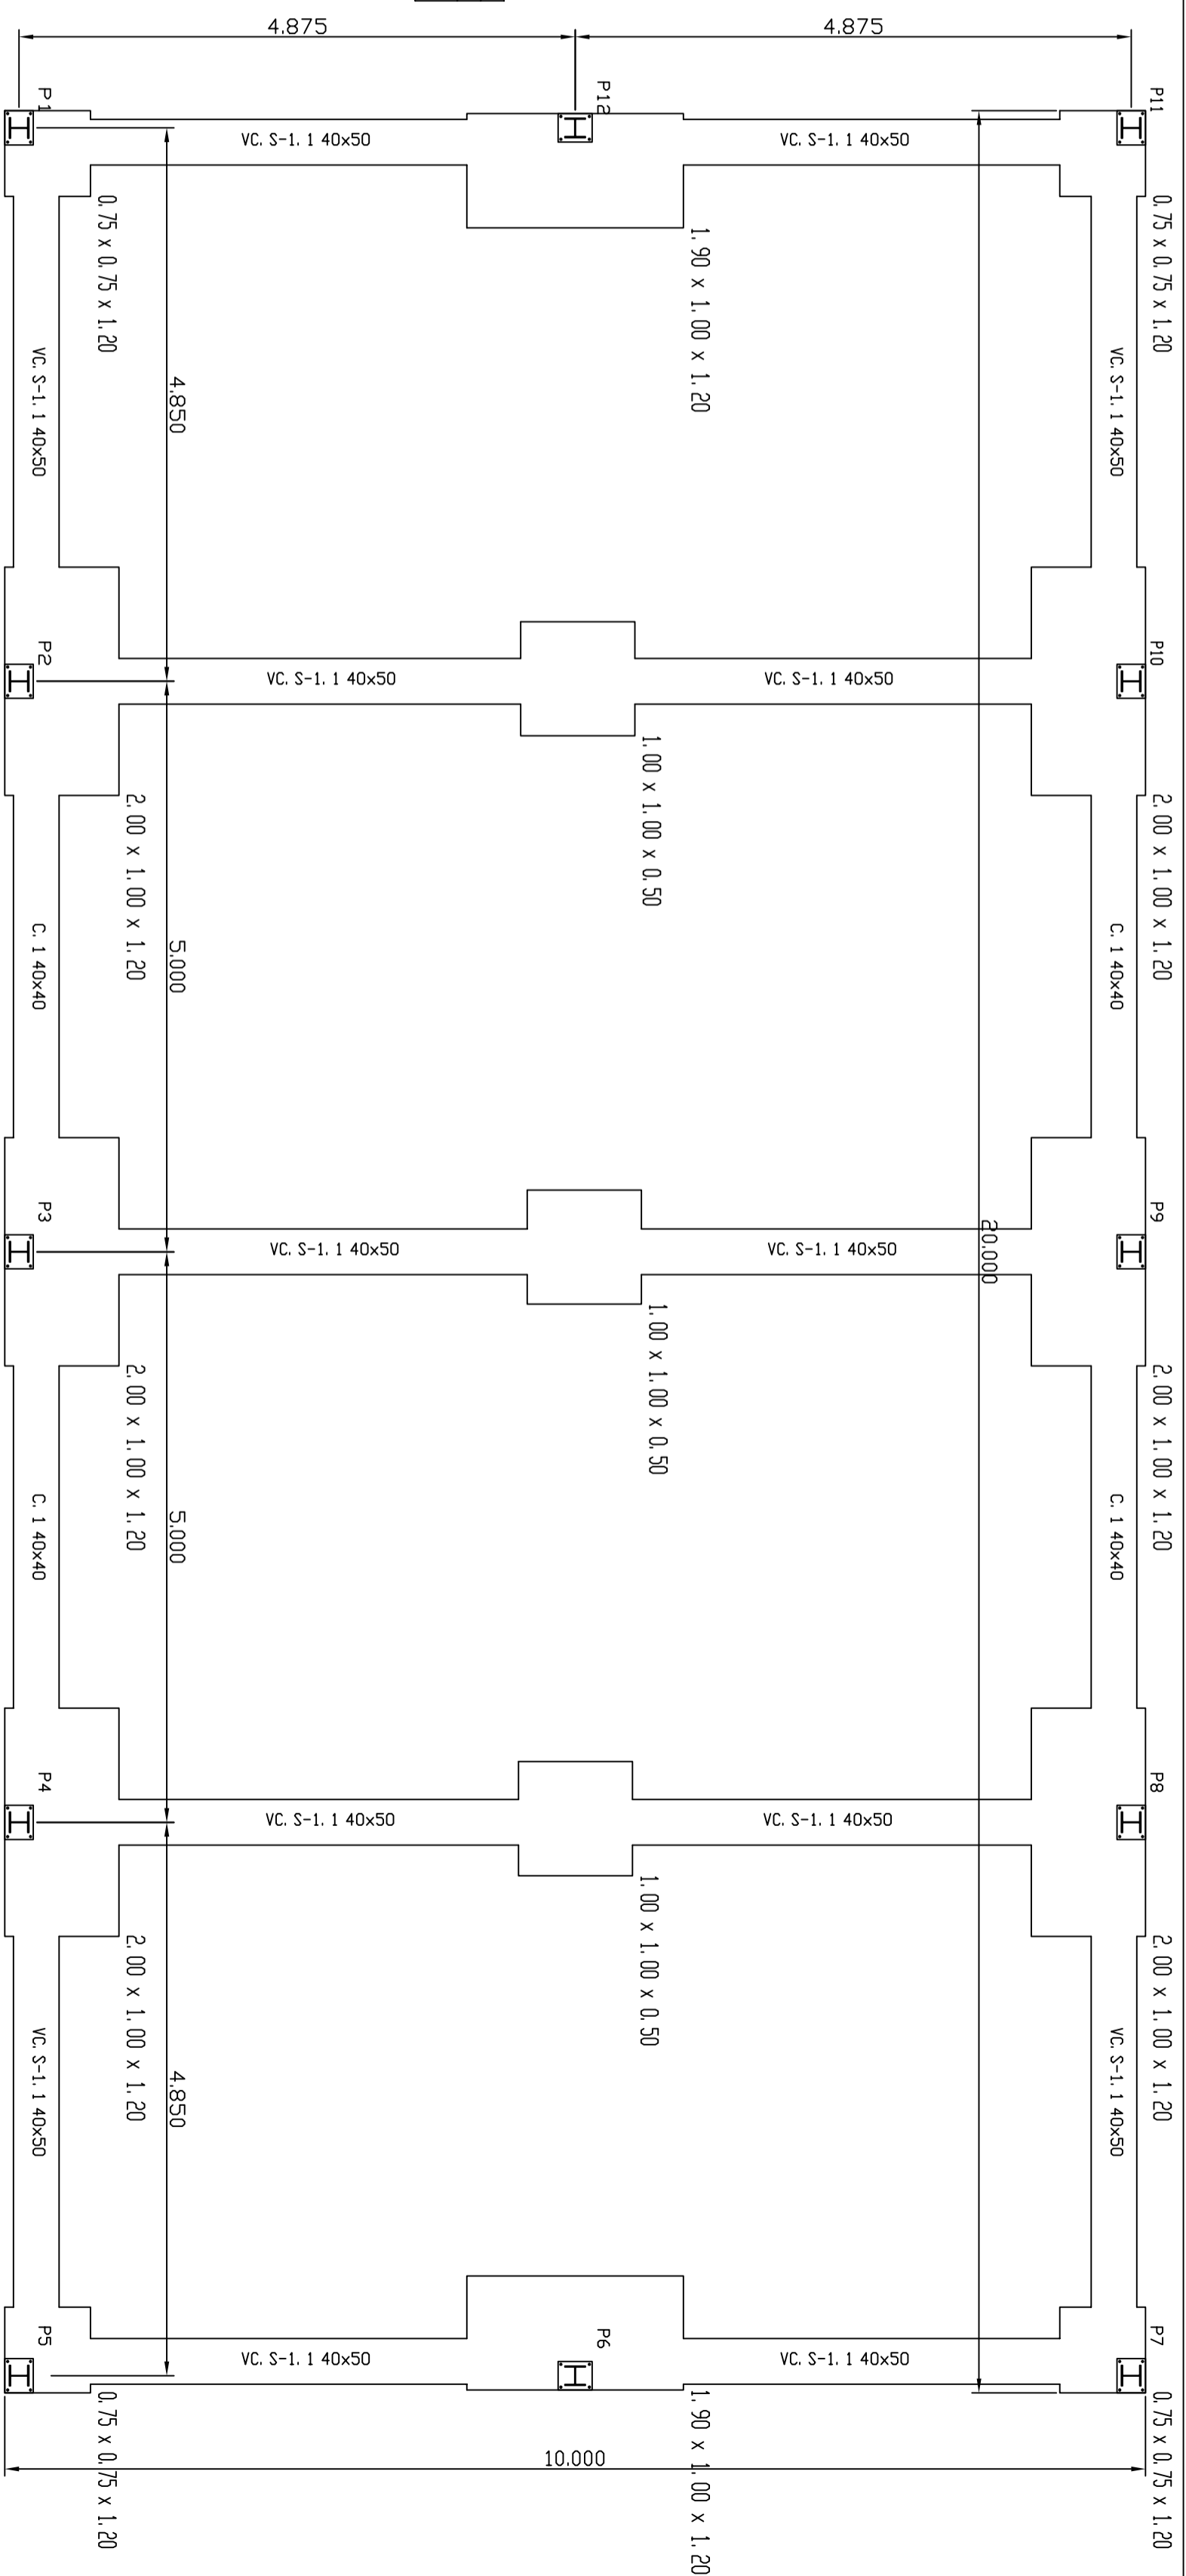 4.875
4.875
P1
P12
P11
VC. S-1. 1 40x50
VC. S-1. 1 40x50
0.75 x 0.75 x 1.20
1.90 x 1.00 x 1.20
0.75 x 0.75 x 1.20
VC. S-1. 1 40x50
4.850
VC. S-1. 1 40x50
P2
P10
VC. S-1. 1 40x50
VC. S-1. 1 40x50
2.00 x 1.00 x 1.20
1.00 x 1.00 x 0.50
2.00 x 1.00 x 1.20
C. 1 40x40
5.000
C. 1 40x40
P3
P9
VC. S-1. 1 40x50
VC. S-1. 1 40x50
20.000
2.00 x 1.00 x 1.20
1.00 x 1.00 x 0.50
2.00 x 1.00 x 1.20
C. 1 40x40
5.000
C. 1 40x40
P4
P8
VC. S-1. 1 40x50
VC. S-1. 1 40x50
2.00 x 1.00 x 1.20
1.00 x 1.00 x 0.50
2.00 x 1.00 x 1.20
VC. S-1. 1 40x50
4.850
VC. S-1. 1 40x50
P5
P6
P7
VC. S-1. 1 40x50
VC. S-1. 1 40x50
0.75 x 0.75 x 1.20
1.90 x 1.00 x 1.20
0.75 x 0.75 x 1.20
10.000